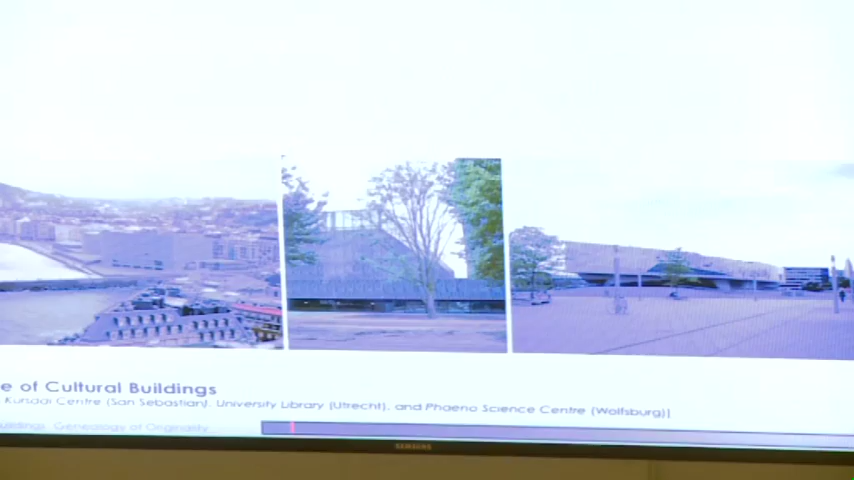 e of Cultural Buildings
Kursaal Centre (San Sebastian), University Library (Utrecht), and Phaeno Science Centre (Wolfsburg)]
uildings. Genealogy of Originality
SAMSUNG